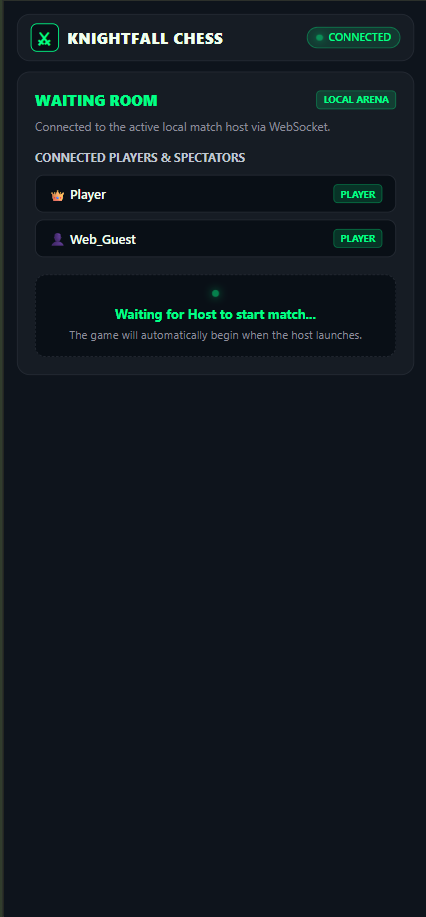 KNIGHTFALL CHESS
CONNECTED
WAITING ROOM
LOCAL ARENA
Connected to the active local match host via WebSocket.
CONNECTED PLAYERS & SPECTATORS
Player
PLAYER
Web_Guest
PLAYER
Waiting for Host to start match...
The game will automatically begin when the host launches.